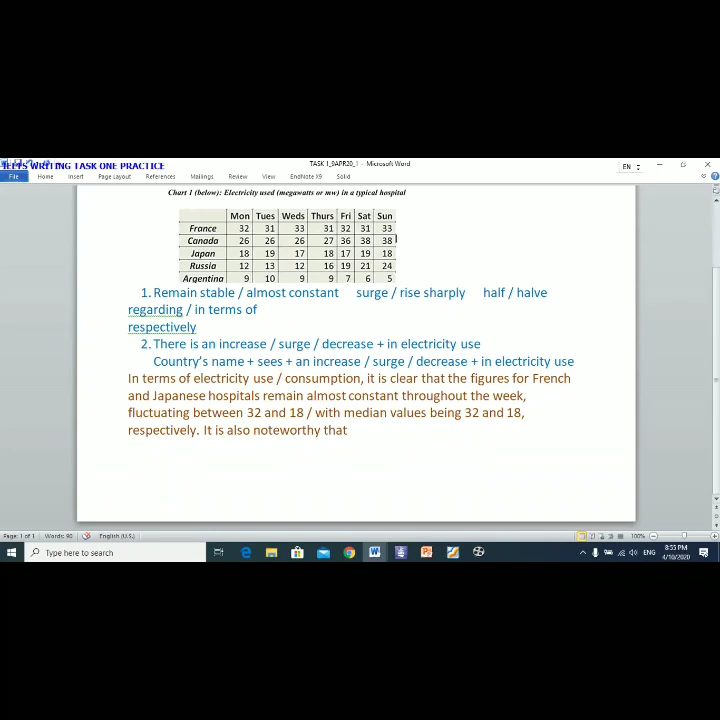 IELTS WRITING TASK ONE PRACTICE
TASK 1_9APR20_1 - Microsoft Word
EN
File Home Insert Page Layout References Mailings Review View EndNote X9 Solid
Chart 1 (below): Electricity used (megawatts or mw) in a typical hospital
Mon Tues Weds Thurs Fri Sat Sun
France 32 31 33 31 32 31 33
Canada 26 26 26 27 36 38 38
Japan 18 19 17 18 17 19 18
Russia 12 13 12 16 19 21 24
Argentina 9 10 9 9 7 6 5
1. Remain stable / almost constant surge / rise sharply half / halve
regarding / in terms of
respectively
2. There is an increase / surge / decrease + in electricity use
Country's name + sees + an increase / surge / decrease + in electricity use
In terms of electricity use / consumption, it is clear that the figures for French
and Japanese hospitals remain almost constant throughout the week,
fluctuating between 32 and 18 / with median values being 32 and 18,
respectively. It is also noteworthy that
Page: 1 of 1 Words: 90 English (U.S.) 100%
Type here to search
ENG
8:55 PM
4/10/2020